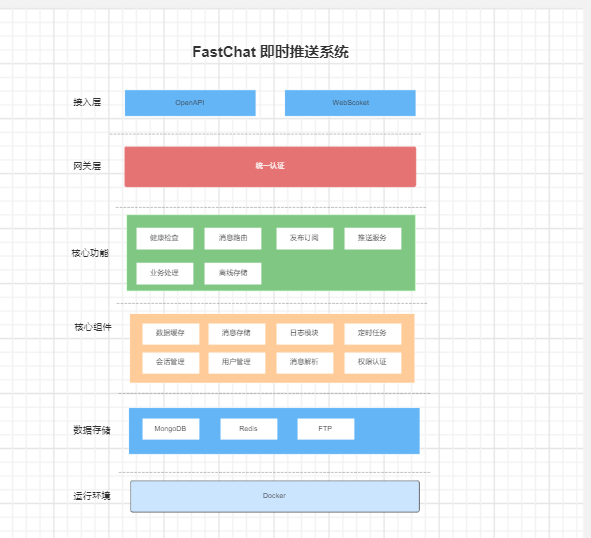 FastChat 即时推送系统
接入层
OpenAPI
WebScoket
网关层
统一认证
核心功能
健康检查
消息路由
发布订阅
推送服务
业务处理
离线存储
核心组件
数据缓存
消息存储
日志模块
定时任务
会话管理
用户管理
消息解析
权限认证
数据存储
MongoDB
Redis
FTP
运行环境
Docker